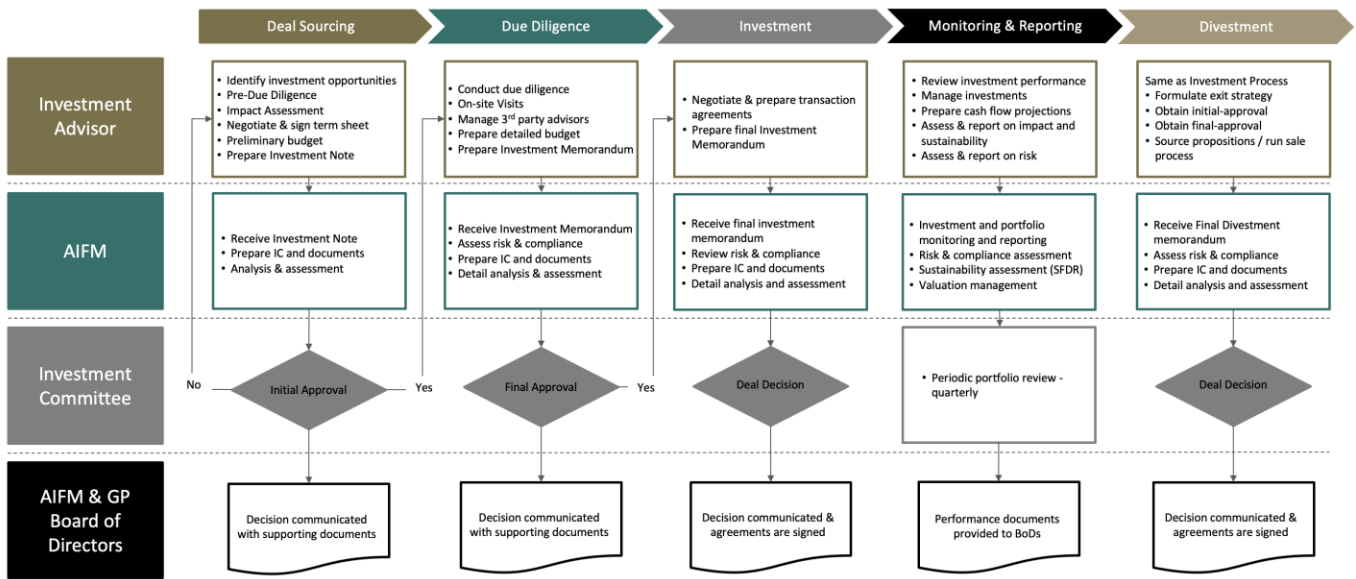 Deal Sourcing
Due Diligence
Investment
Monitoring & Reporting
Divestment
Investment
Advisor
• Identify investment opportunities
• Pre-Due Diligence
• Impact Assessment
• Negotiate & sign term sheet
• Preliminary budget
• Prepare Investment Note
• Conduct due diligence
• On-site Visits
• Manage 3rd party advisors
• Prepare detailed budget
• Prepare Investment Memorandum
• Negotiate & prepare transaction
agreements
• Prepare final Investment
Memorandum
• Review investment performance
• Manage investments
• Prepare cash flow projections
• Assess & report on impact and
sustainability
• Assess & report on risk
Same as Investment Process
• Formulate exit strategy
• Obtain initial-approval
• Obtain final-approval
• Source propositions / run sale
process
AIFM
• Receive Investment Note
• Prepare IC and documents
• Analysis & assessment
• Receive Investment Memorandum
• Assess risk & compliance
• Prepare IC and documents
• Detail analysis & assessment
• Receive final investment
memorandum
• Review risk & compliance
• Prepare IC and documents
• Detail analysis and assessment
• Investment and portfolio
monitoring and reporting
• Risk & compliance assessment
• Sustainability assessment (SFDR)
• Valuation management
• Receive Final Divestment
memorandum
• Assess risk & compliance
• Prepare IC and documents
• Detail analysis and assessment
Investment
Committee
No
Initial Approval
Yes
Final Approval
Yes
Deal Decision
• Periodic portfolio review -
quarterly
Deal Decision
AIFM & GP
Board of
Directors
Decision communicated
with supporting documents
Decision communicated
with supporting documents
Decision communicated &
agreements are signed
Performance documents
provided to BoDs
Decision communicated &
agreements are signed